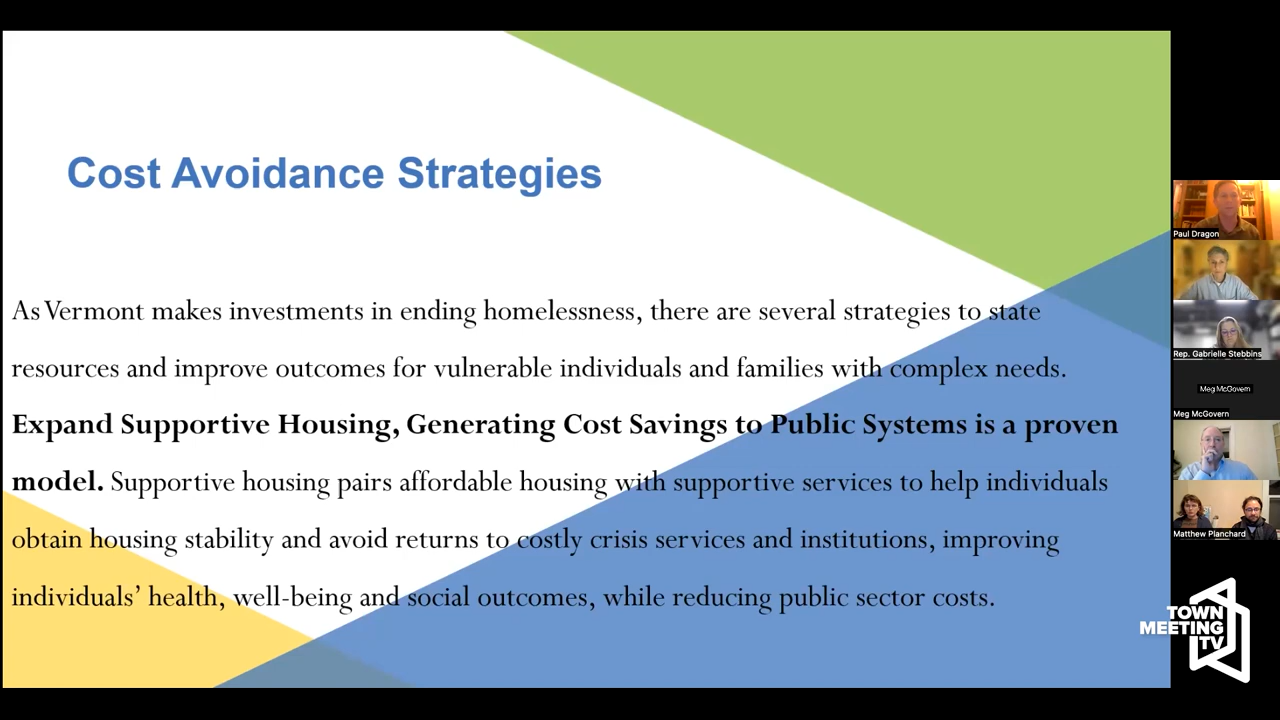 Cost Avoidance Strategies
As Vermont makes investments in ending homelessness, there are several strategies to state
resources and improve outcomes for vulnerable individuals and families with complex needs.
Expand Supportive Housing, Generating Cost Savings to Public Systems is a proven
model. Supportive housing pairs affordable housing with supportive services to help individuals
obtain housing stability and avoid returns to costly crisis services and institutions, improving
individuals’ health, well-being and social outcomes, while reducing public sector costs.
Paul Dragon
Rep. Gabrielle Stebbins
Meg McGovern
Meg McGovern
Matthew Planchard
TOWN
MEETING
TV